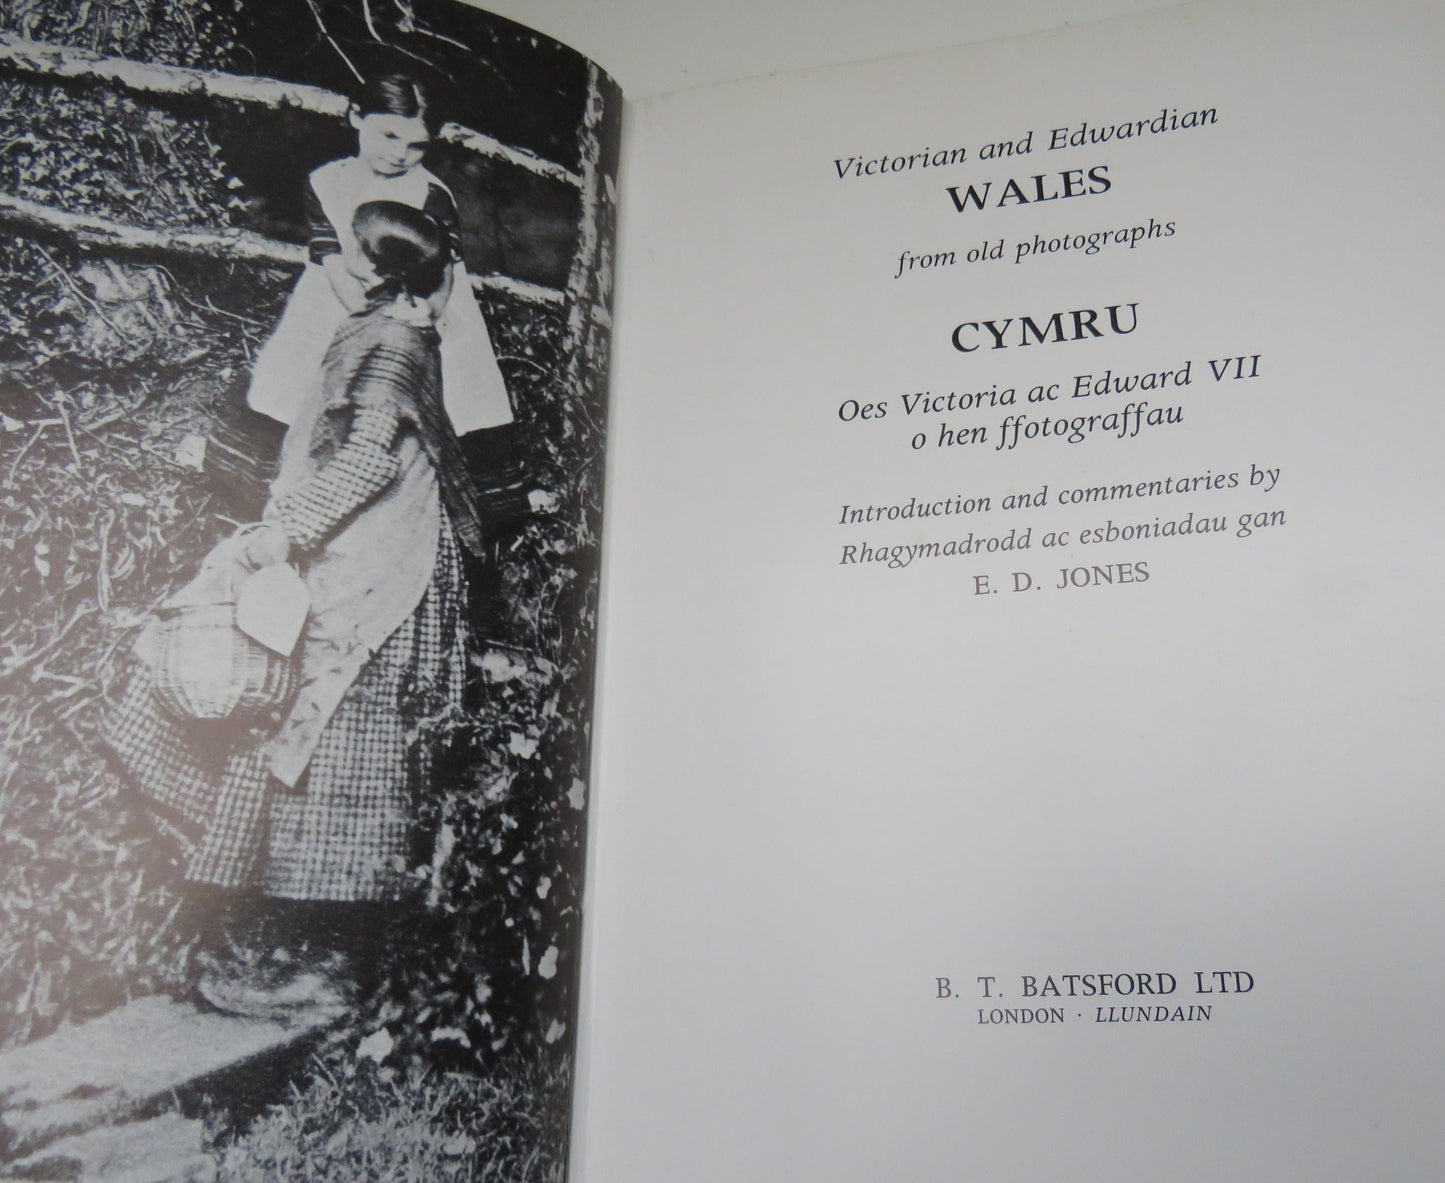 Victorian and Edwardian
WALES
from old photographs
CYMRU
Oes Victoria ac Edward VII
o hen ffotograffau
Introduction and commentaries by
Rhagymadrodd ac esboniadau gan
E. D. JONES
B. T. BATSFORD LTD
LONDON · LLUNDAIN